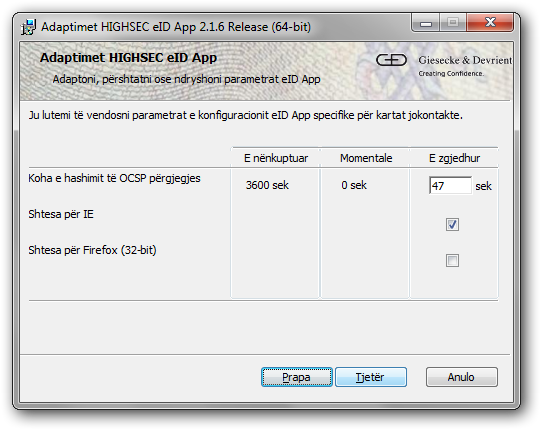 Adaptimet HIGHSEC eID App 2.1.6 Release (64-bit)
Adaptimet HIGHSEC eID App
Adaptoni, përshtatni ose ndryshoni parametrat eID App
Giesecke & Devrient
Creating Confidence.
Ju lutemi të vendosni parametrat e konfiguracionit eID App specifike për kartat jokontakte.
E nënkuptuar Momentale E zgjedhur
Koha e hashimit të OCSP përgjegjes 3600 sek 0 sek 47 sek
Shtesa për IE
Shtesa për Firefox (32-bit)
Prapa Tjetër Anulo